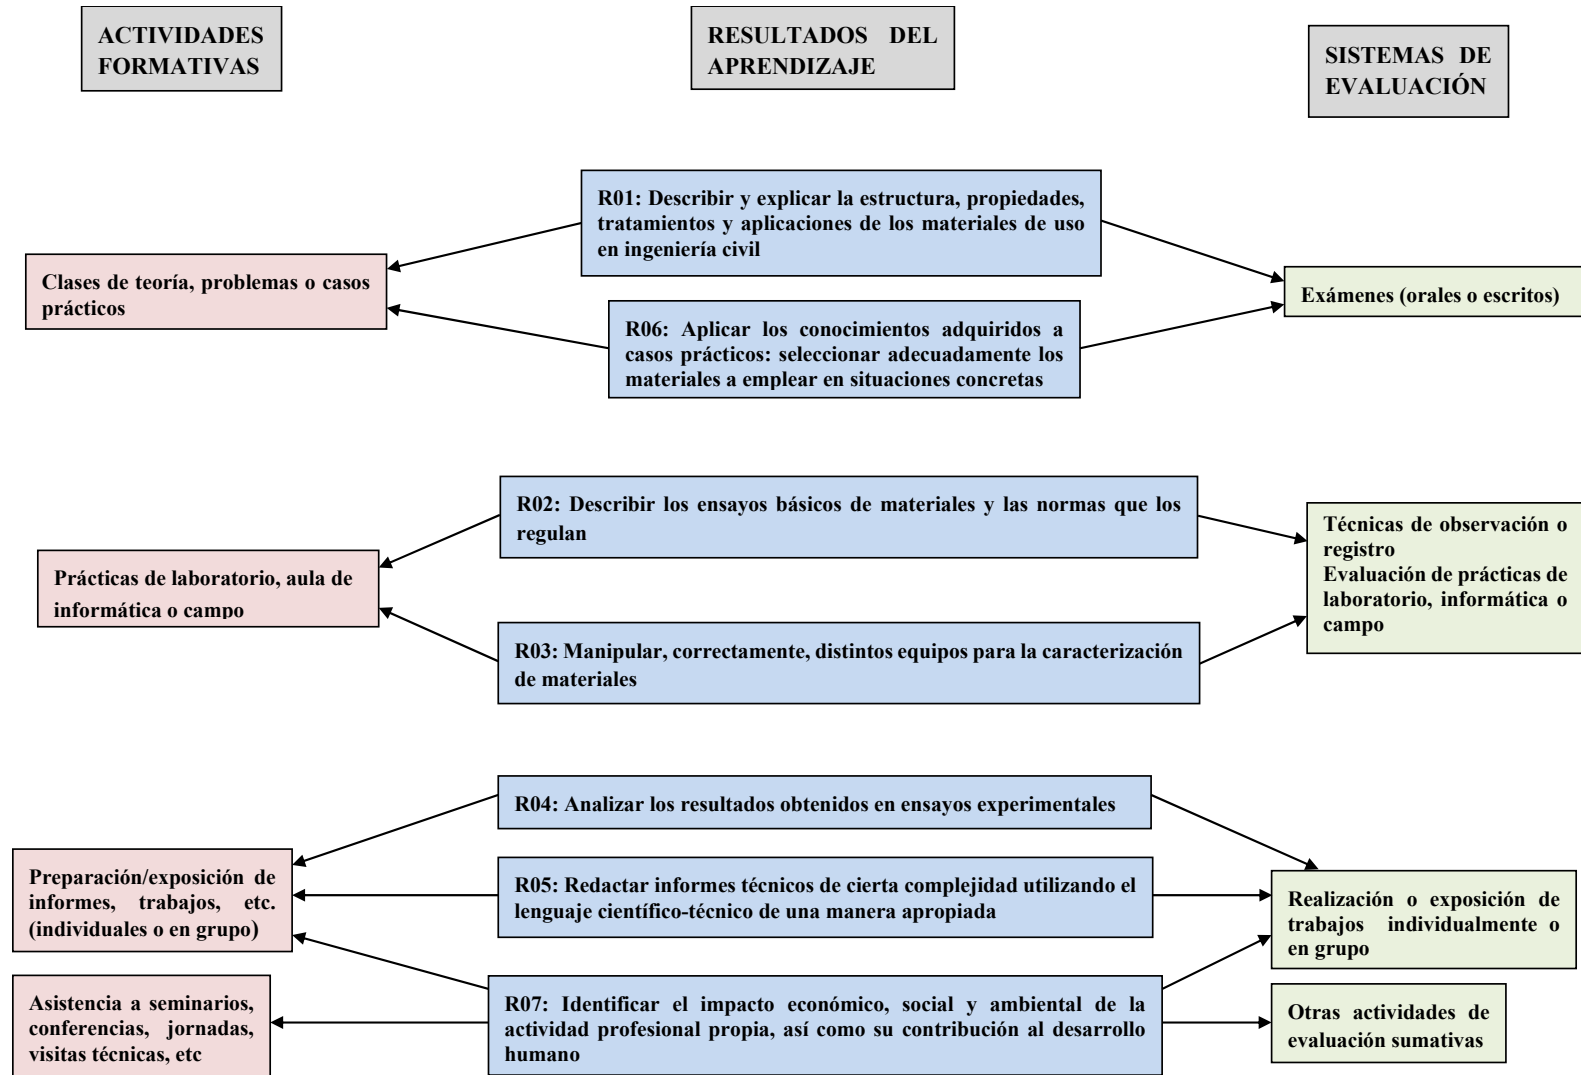 ACTIVIDADES
FORMATIVAS
RESULTADOS DEL
APRENDIZAJE
SISTEMAS DE
EVALUACIÓN
R01: Describir y explicar la estructura, propiedades,
tratamientos y aplicaciones de los materiales de uso
en ingeniería civil
Clases de teoría, problemas o casos
prácticos
Exámenes (orales o escritos)
R06: Aplicar los conocimientos adquiridos a
casos prácticos: seleccionar adecuadamente los
materiales a emplear en situaciones concretas
R02: Describir los ensayos básicos de materiales y las normas que los
regulan
Prácticas de laboratorio, aula de
informática o campo
Técnicas de observación o
registro
Evaluación de prácticas de
laboratorio, informática o
campo
R03: Manipular, correctamente, distintos equipos para la caracterización
de materiales
R04: Analizar los resultados obtenidos en ensayos experimentales
Preparación/exposición de
informes, trabajos, etc.
(individuales o en grupo)
R05: Redactar informes técnicos de cierta complejidad utilizando el
lenguaje científico-técnico de una manera apropiada
Realización o exposición de
trabajos individualmente o
en grupo
Asistencia a seminarios,
conferencias, jornadas,
visitas técnicas, etc
R07: Identificar el impacto económico, social y ambiental de la
actividad profesional propia, así como su contribución al desarrollo
humano
Otras actividades de
evaluación sumativas